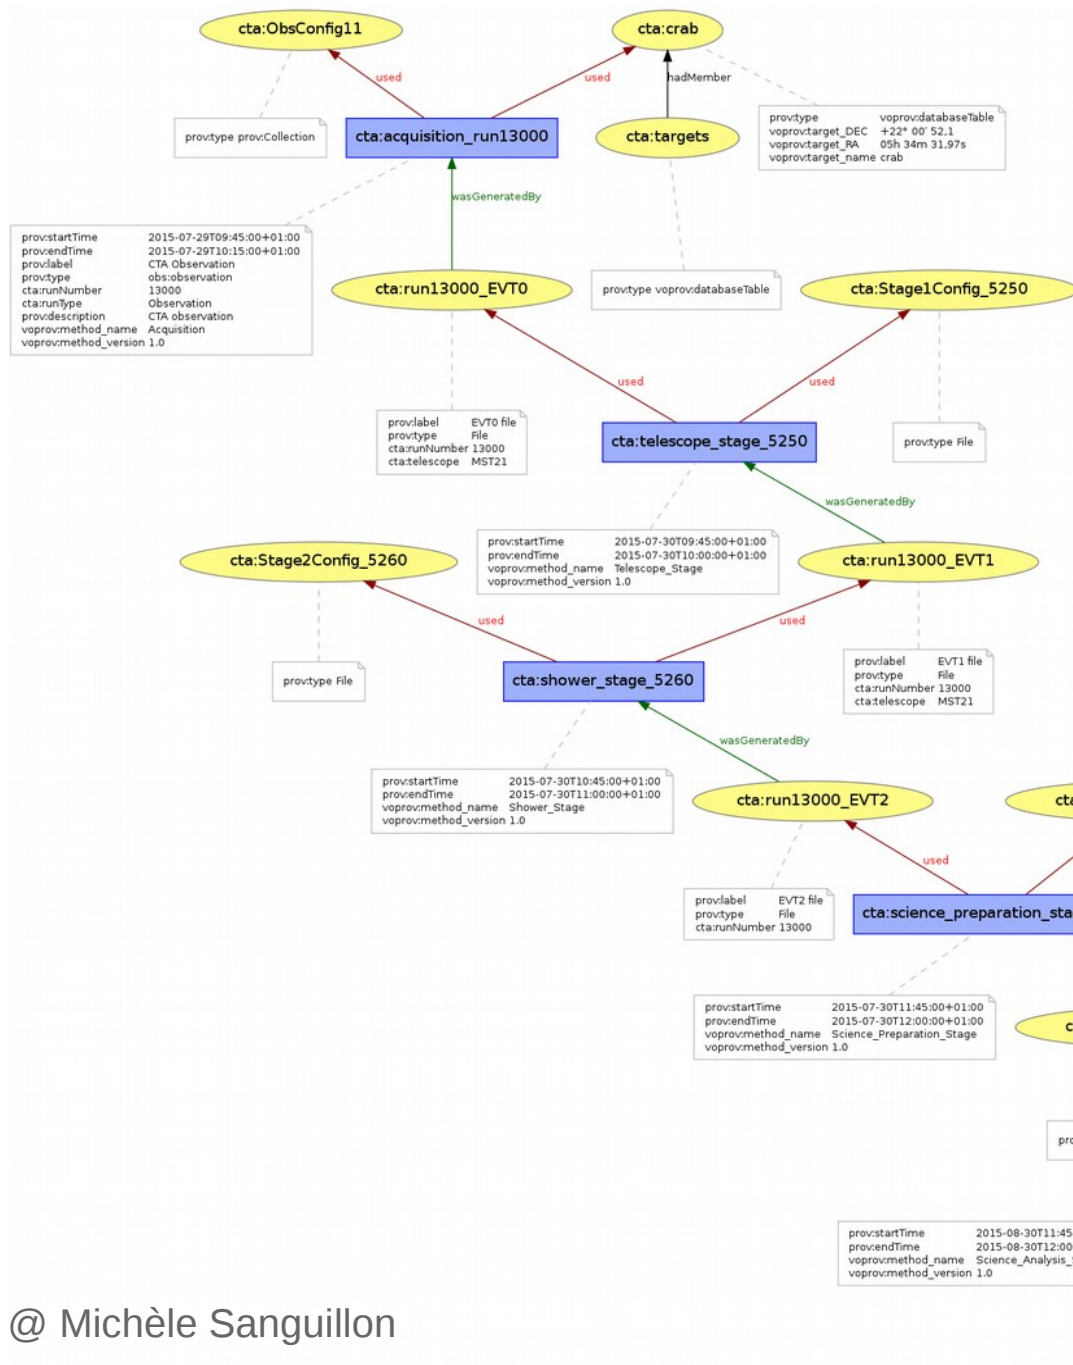 cta:ObsConfig11
cta:crab
used
used
hadMember
prov:type prov:Collection
cta:acquisition_run13000
cta:targets
prov:type voprov:databaseTable
voprov:target_DEC +22° 00' 52,1
voprov:target_RA 05h 34m 31,97s
voprov:target_name crab
wasGeneratedBy
prov:startTime 2015-07-29T09:45:00+01:00
prov:endTime 2015-07-29T10:15:00+01:00
prov:label CTA Observation
prov:type obs:observation
cta:runNumber 13000
cta:runType Observation
prov:description CTA observation
voprov:method_name Acquisition
voprov:method_version 1.0
cta:run13000_EVT0
prov:type voprov:databaseTable
cta:Stage1Config_5250
used
used
prov:label EVT0 file
prov:type File
cta:runNumber 13000
cta:telescope MST21
cta:telescope_stage_5250
prov:type File
wasGeneratedBy
prov:startTime 2015-07-30T09:45:00+01:00
prov:endTime 2015-07-30T10:00:00+01:00
voprov:method_name Telescope_Stage
voprov:method_version 1.0
cta:Stage2Config_5260
cta:run13000_EVT1
used
used
prov:type File
cta:shower_stage_5260
prov:label EVT1 file
prov:type File
cta:runNumber 13000
cta:telescope MST21
wasGeneratedBy
prov:startTime 2015-07-30T10:45:00+01:00
prov:endTime 2015-07-30T11:00:00+01:00
voprov:method_name Shower_Stage
voprov:method_version 1.0
cta:run13000_EVT2
used
prov:label EVT2 file
prov:type File
cta:runNumber 13000
cta:science_preparation_sta
prov:startTime 2015-07-30T11:45:00+01:00
prov:endTime 2015-07-30T12:00:00+01:00
voprov:method_name Science_Preparation_Stage
voprov:method_version 1.0
prov:startTime 2015-08-30T11:45
prov:endTime 2015-08-30T12:00
voprov:method_name Science_Analysis_
voprov:method_version 1.0
@ Michèle Sanguillon